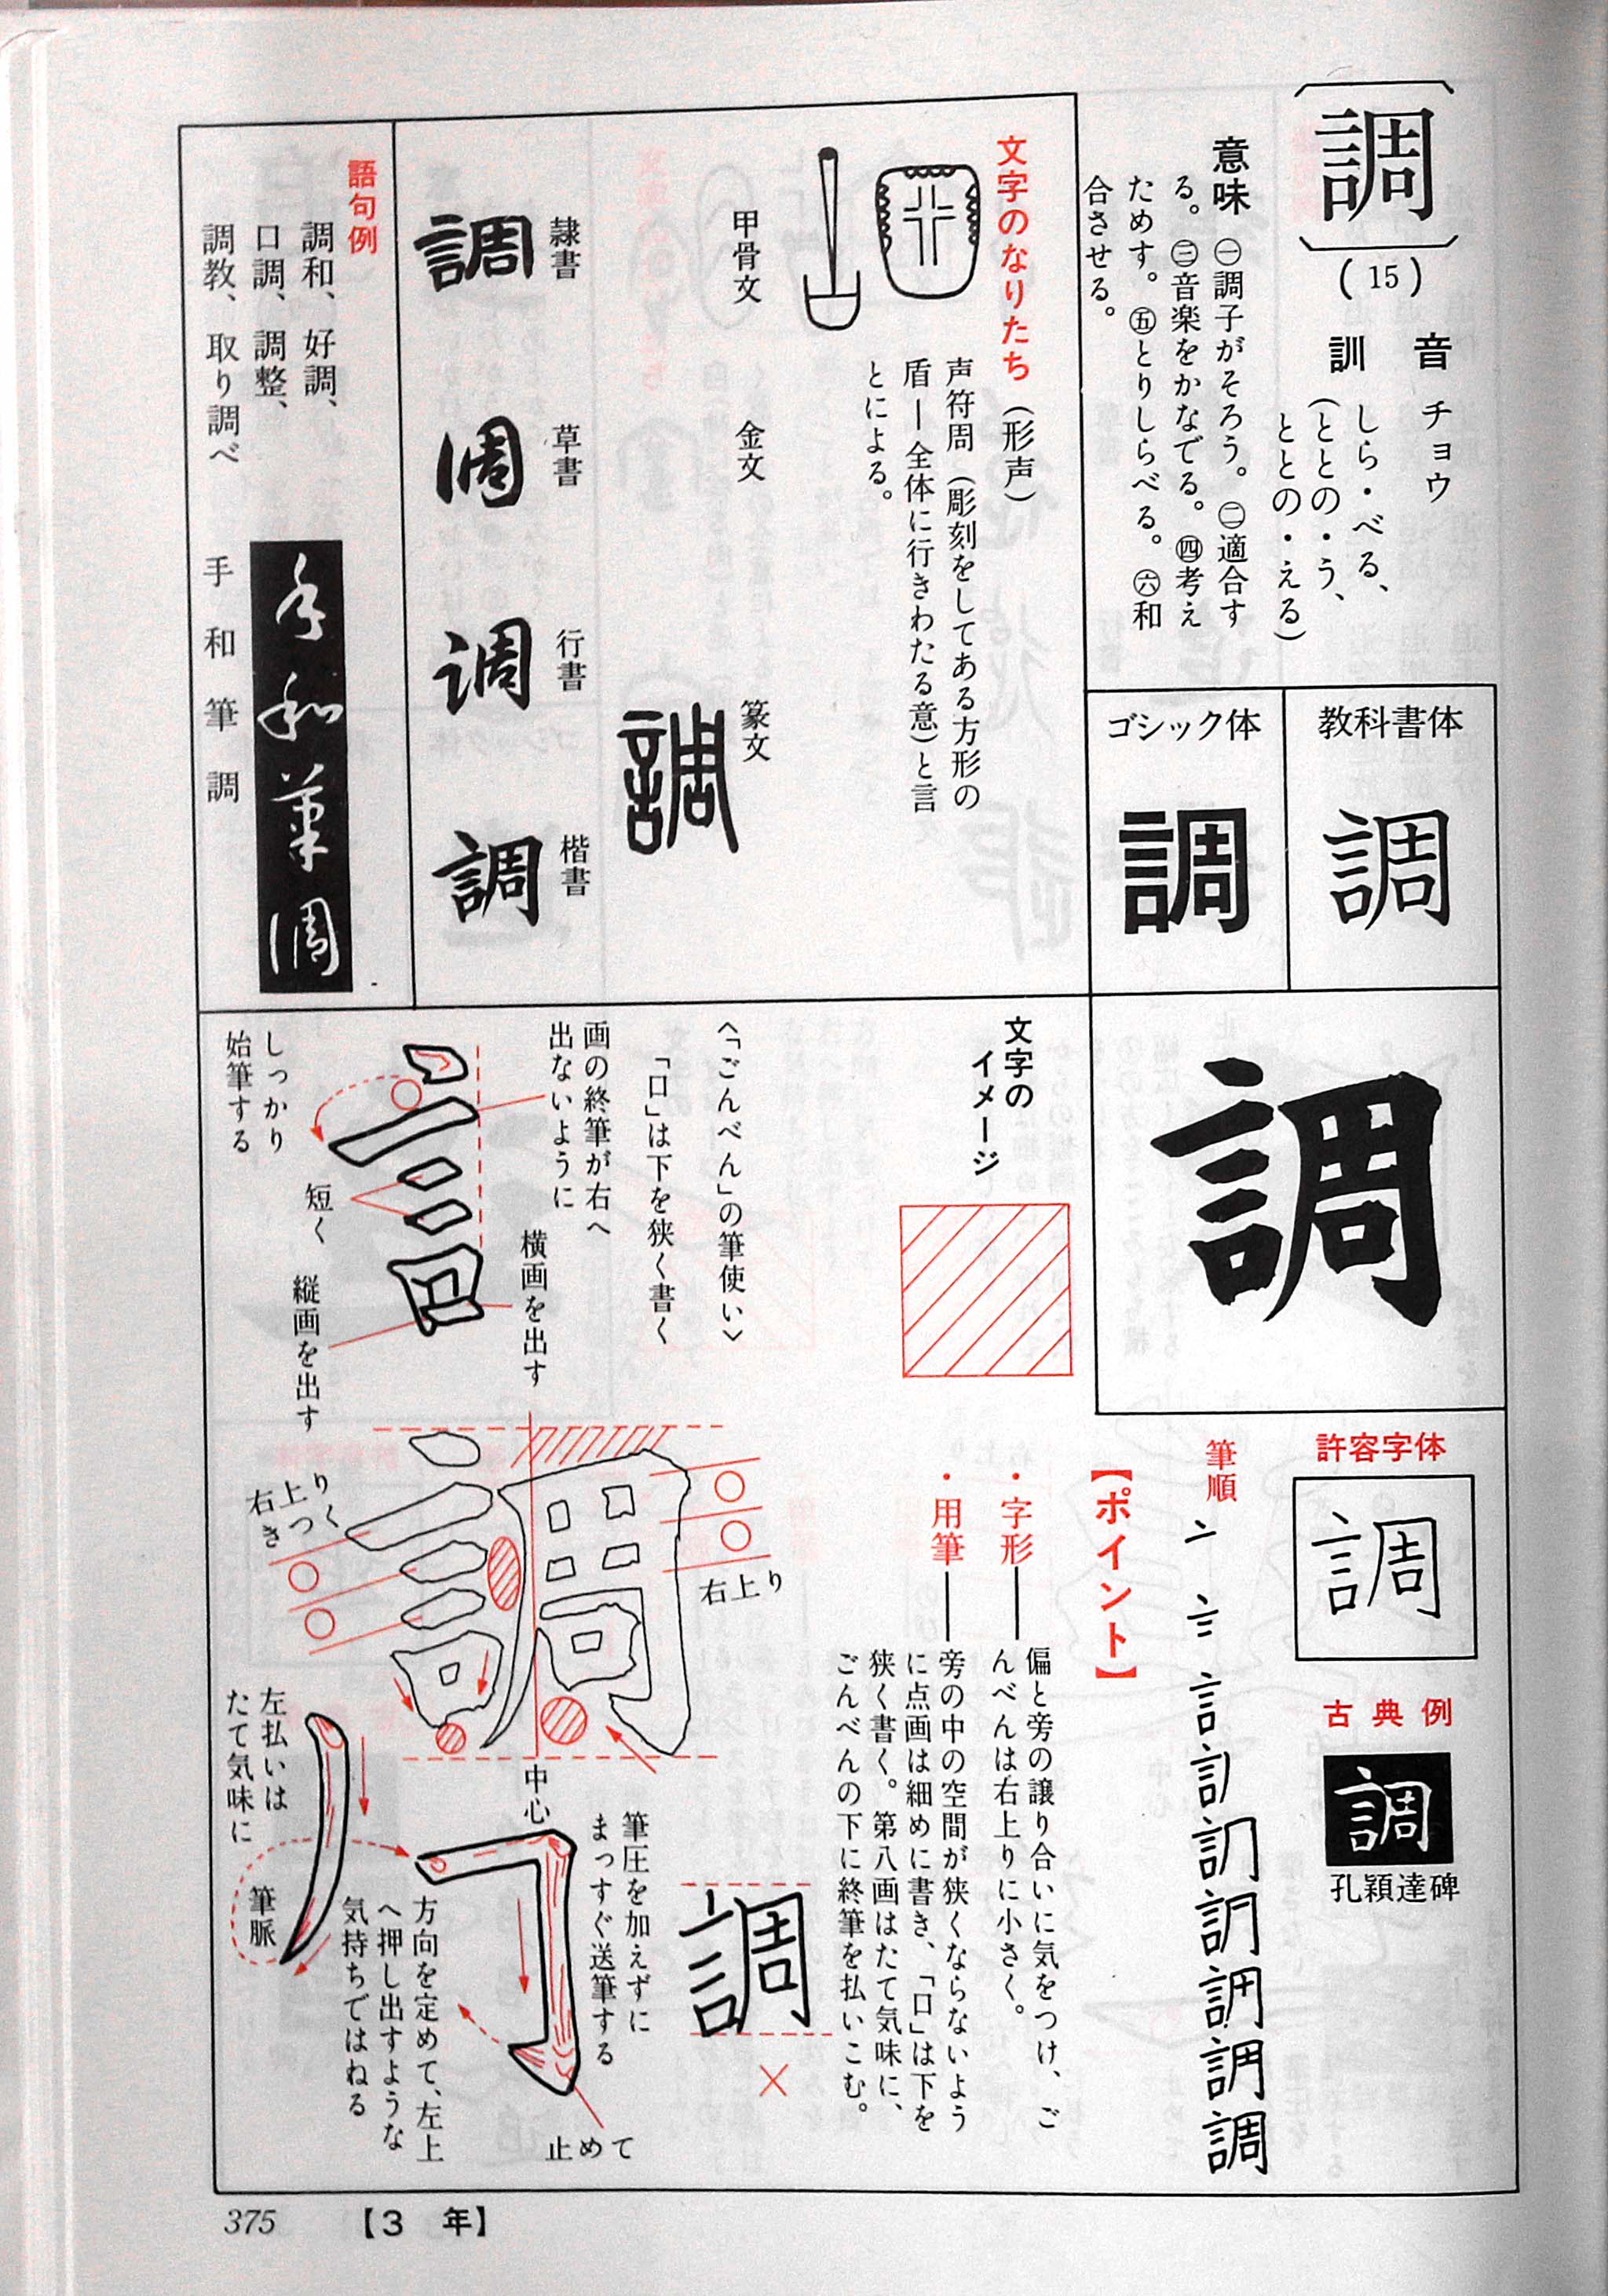 調
(15)
音 チョウ
訓 しら・べる、
(ととの・う、
ととの・える)
意味 ㊀調子がそろう。㊁適合す
る。㊂音楽をかなでる。㊃考え
ためす。㊄とりしらべる。㊅和
合させる。
教科書体
調
ゴシック体
調
文字のなりたち(形声)
声符周(彫刻をしてある方形の
盾―全体に行きわたる意)と言
とによる。
甲骨文
金文
篆文
調
隷書
調
草書
調
行書
調
楷書
調
語句例
調和、好調、
口調、調整、
調教、取り調べ
手和筆調
手和筆調
調
許容字体
調
古典例
調
孔穎達碑
筆順
調
【ポイント】
・字形――偏と旁の譲り合いに気をつけ、ご
んべんは右上りに小さく。
・用筆――旁の中の空間が狭くならないよう
に点画は細めに書き、「口」は下を
狭く書く。第八画はたて気味に、
ごんべんの下に終筆を払いこむ。
文字の
イメージ
〈「ごんべん」の筆使い〉
「口」は下を狭く書く
画の終筆が右へ
出ないように
横画を出す
しっかり
始筆する
短く
縦画を出す
右上り
右上り
きつく
中心
調
×
筆圧を加えずに
まっすぐ送筆する
左払いは
たて気味に
筆脈
方向を定めて、左上
へ押し出すような
気持ちではねる
止めて
375
【3 年】